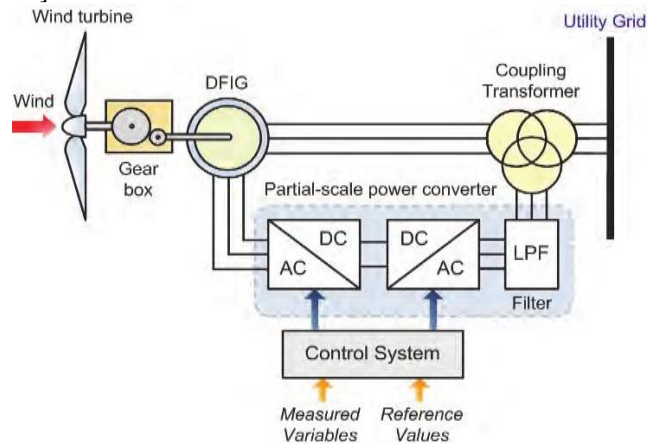 ]
Wind turbine
Utility Grid
DFIG
Coupling
Transformer
Wind
Gear
box
Partial-scale power converter
DC
DC
LPF
AC
AC
Filter
Control System
Measured
Variables
Reference
Values